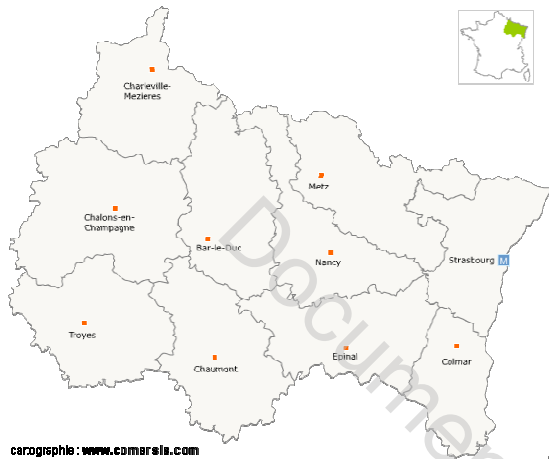 Charleville-
Mezieres
Metz
Chalons-en-
Champagne
Bar-le-Duc
Nancy
Strasbourg M
Troyes
Epinal
Colmar
Chaumont
Documen
carographie: www.comersis.com